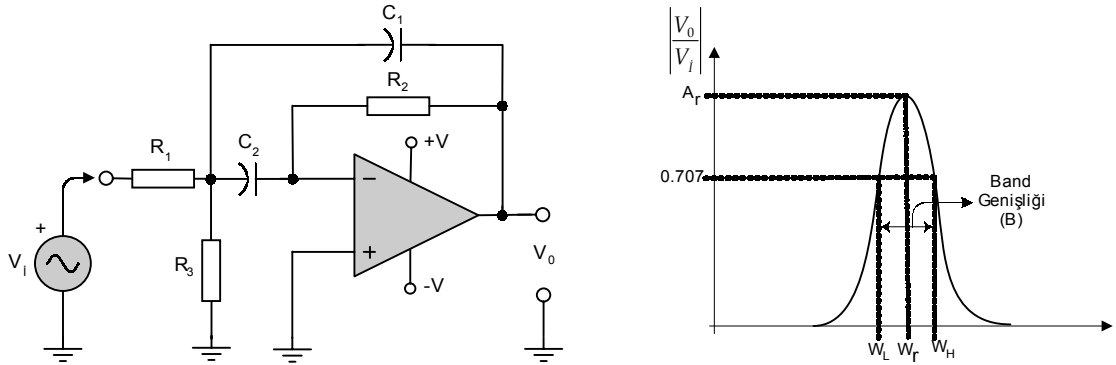 C1
R2
R1
C2
+V
−
+
+
Vi
R3
-V
V0
|V0/Vi|
Ar
0.707
Band
Genişliği
(B)
WL Wr WH